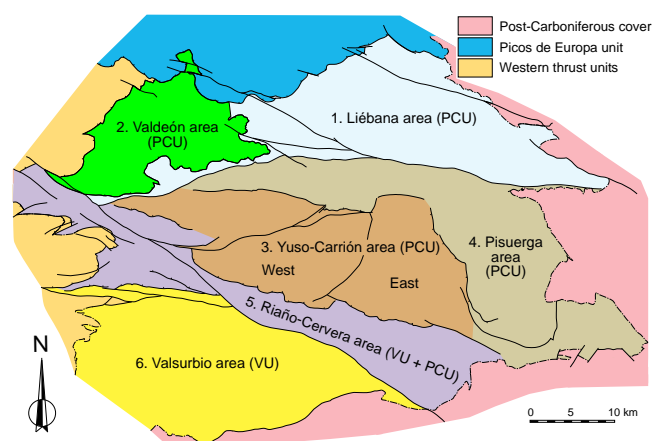 Post-Carboniferous cover
Picos de Europa unit
Western thrust units
1. Liébana area (PCU)
2. Valdeón area
(PCU)
3. Yuso-Carrión area (PCU)
West
East
4. Pisuerga
area
(PCU)
5. Riaño-Cervera area (VU + PCU)
6. Valsurbio area (VU)
N
0 5 10 km